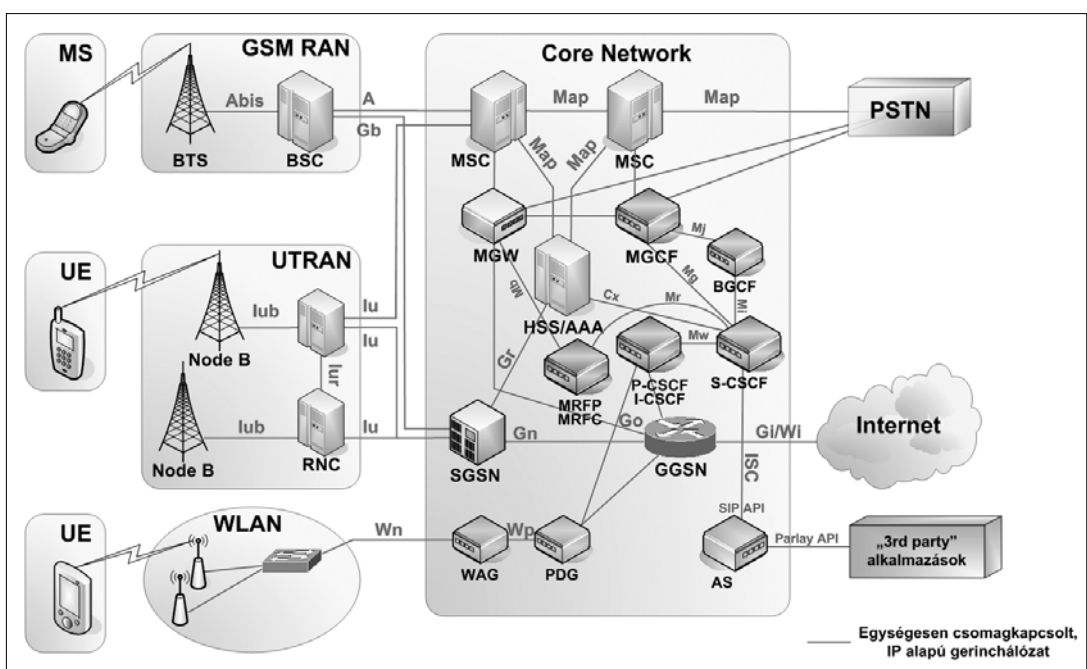 MS
GSM RAN
Core Network
Abis
A
Gb
BTS
BSC
MSC
Map
MSC
Map
PSTN
Map
Map
MGW
MGCF
Mj
BGCF
Mg
Mi
Mb
HSS/AAA
Cx
Mr
Mw
UE
UTRAN
Iub
Iu
Node B
Iu
Iur
Iub
Iu
Node B
RNC
Gr
MRFP
MRFC
P-CSCF
I-CSCF
S-CSCF
SGSN
Gn
Go
GGSN
Gi/Wi
Internet
ISC
UE
WLAN
Wn
WAG
Wp
PDG
SIP API
AS
Parlay API
„3rd party”
alkalmazások
Egységesen csomagkapcsolt,
IP alapú gerinchálózat